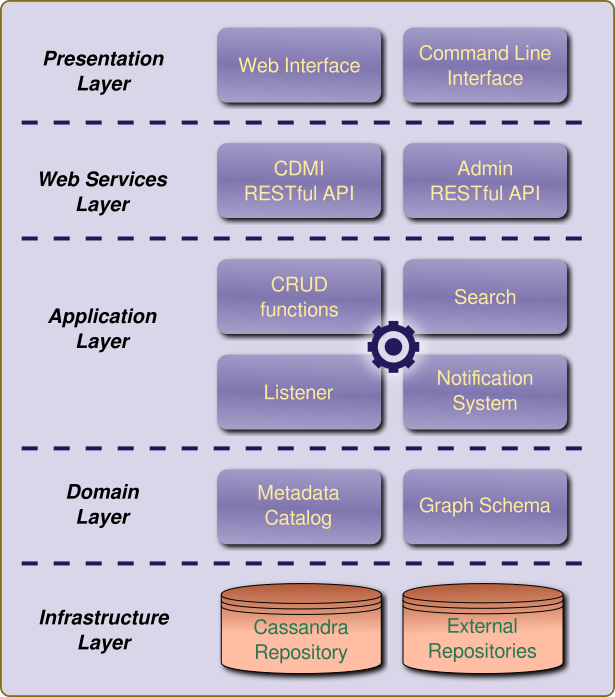 Presentation
Layer
Web Interface
Command Line
Interface
Web Services
Layer
CDMI
RESTful API
Admin
RESTful API
Application
Layer
CRUD
functions
Search
Listener
Notification
System
Domain
Layer
Metadata
Catalog
Graph Schema
Infrastructure
Layer
Cassandra
Repository
External
Repositories